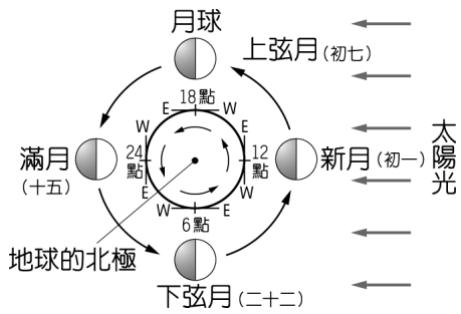 月球
上弦月(初七)
18點
E W
W E
滿月
(十五)
24
點
12
點
新月(初一)
太
陽
光
E W
W E
6點
地球的北極
下弦月(二十二)